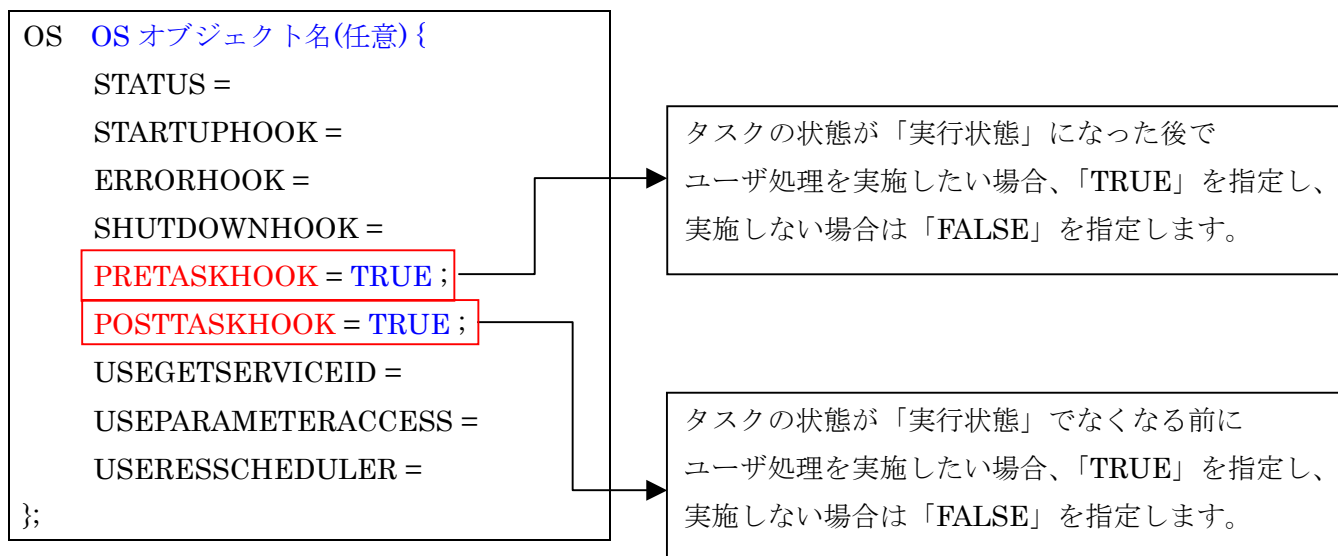 OS OS オブジェクト名(任意) {
STATUS =
STARTUPHOOK =
ERRORHOOK =
SHUTDOWNHOOK =
PRETASKHOOK = TRUE ;
POSTTASKHOOK = TRUE ;
USEGETSERVICEID =
USEPARAMETERACCESS =
USERESSCHEDULER =
};
タスクの状態が「実行状態」になった後で
ユーザ処理を実施したい場合、「TRUE」を指定し、
実施しない場合は「FALSE」を指定します。
タスクの状態が「実行状態」でなくなる前に
ユーザ処理を実施したい場合、「TRUE」を指定し、
実施しない場合は「FALSE」を指定します。